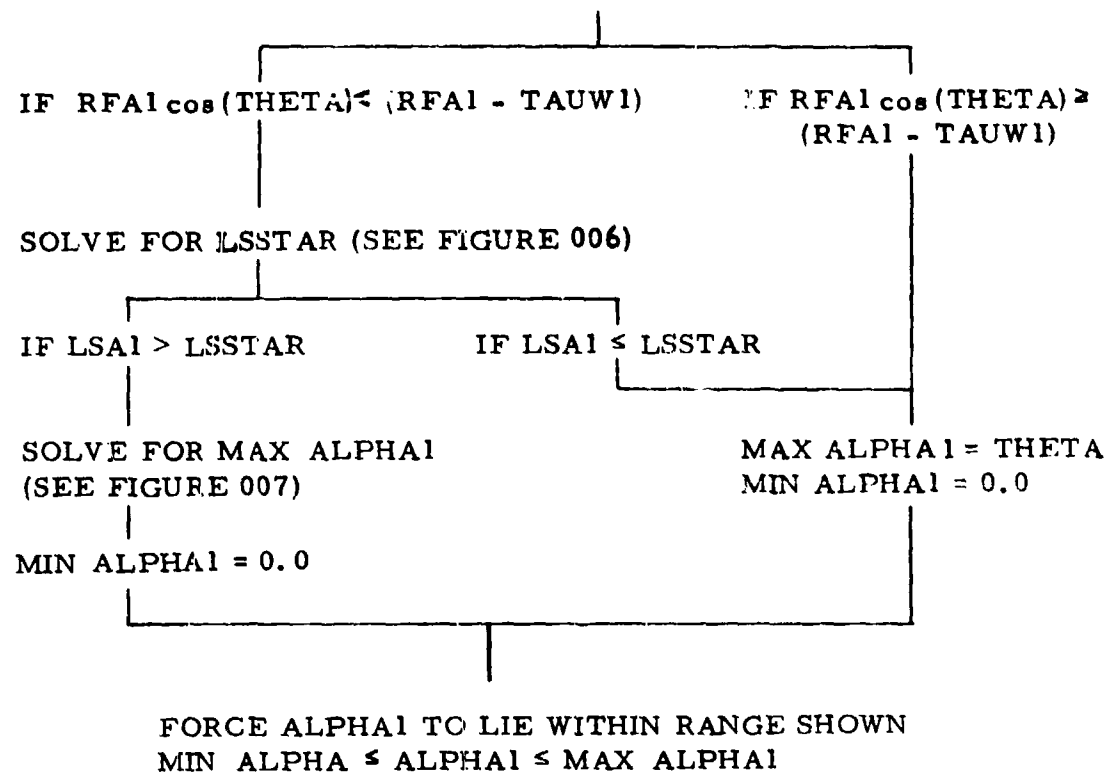 IF RFA1 cos (THETA) < (RFA1 - TAUW1)
IF RFA1 cos (THETA) ≥
(RFA1 - TAUW1)
SOLVE FOR LSSTAR (SEE FIGURE 006)
IF LSA1 > LSSTAR
IF LSA1 ≤ LSSTAR
SOLVE FOR MAX ALPHA1
(SEE FIGURE 007)
MAX ALPHA1 = THETA
MIN ALPHA1 = 0.0
MIN ALPHA1 = 0.0
FORCE ALPHA1 TO LIE WITHIN RANGE SHOWN
MIN ALPHA ≤ ALPHA1 ≤ MAX ALPHA1